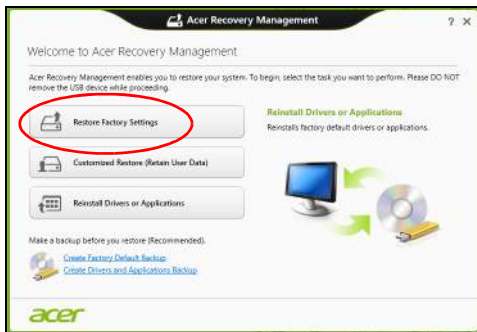 Acer Recovery Management
? ×
Welcome to Acer Recovery Management
Acer Recovery Management enables you to restore your system. To begin, select the task you want to perform. Please DO NOT
remove the USB device while proceeding.
Restore Factory Settings
Customized Restore (Retain User Data)
Reinstall Drivers or Applications
Reinstall Drivers or Applications
Reinstalls factory default drivers or applications.
Make a backup before you restore (Recommended).
Create Factory Default Backup
Create Drivers and Applications Backup
acer